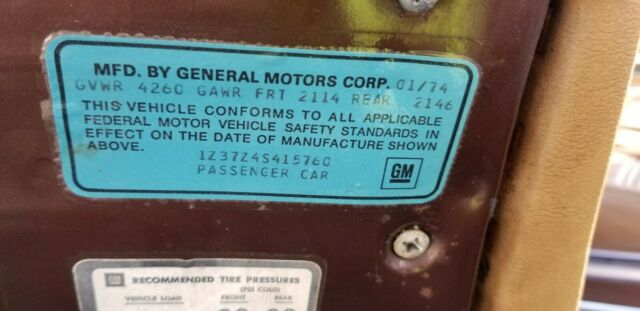 MFD. BY GENERAL MOTORS CORP. 01/74
GVWR 4260 GAWR FRT 2114 REAR 2146
THIS VEHICLE CONFORMS TO ALL APPLICABLE
FEDERAL MOTOR VEHICLE SAFETY STANDARDS IN
EFFECT ON THE DATE OF MANUFACTURE SHOWN
ABOVE.
1Z37Z4S415760
PASSENGER CAR
GM
GM RECOMMENDED TIRE PRESSURES
(PSI COLD)
VEHICLE LOAD FRONT REAR